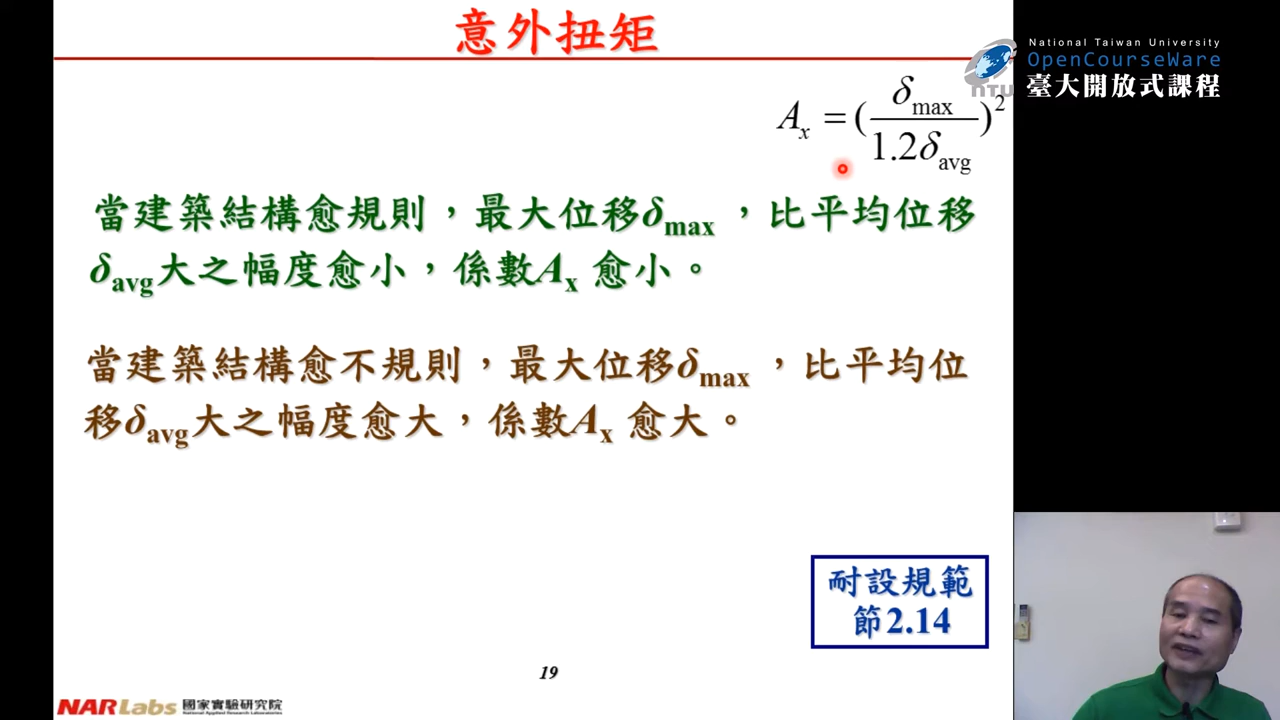 意外扭矩
National Taiwan University
OpenCourseWare
臺大開放式課程
NTU
A_x = (δ_max / 1.2δ_avg)^2
當建築結構愈規則，最大位移δ_max ，比平均位移
δ_avg大之幅度愈小，係數A_x 愈小。
當建築結構愈不規則，最大位移δ_max ，比平均位
移δ_avg大之幅度愈大，係數A_x 愈大。
耐設規範
節2.14
19
NARLabs 國家實驗研究院
National Applied Research Laboratories